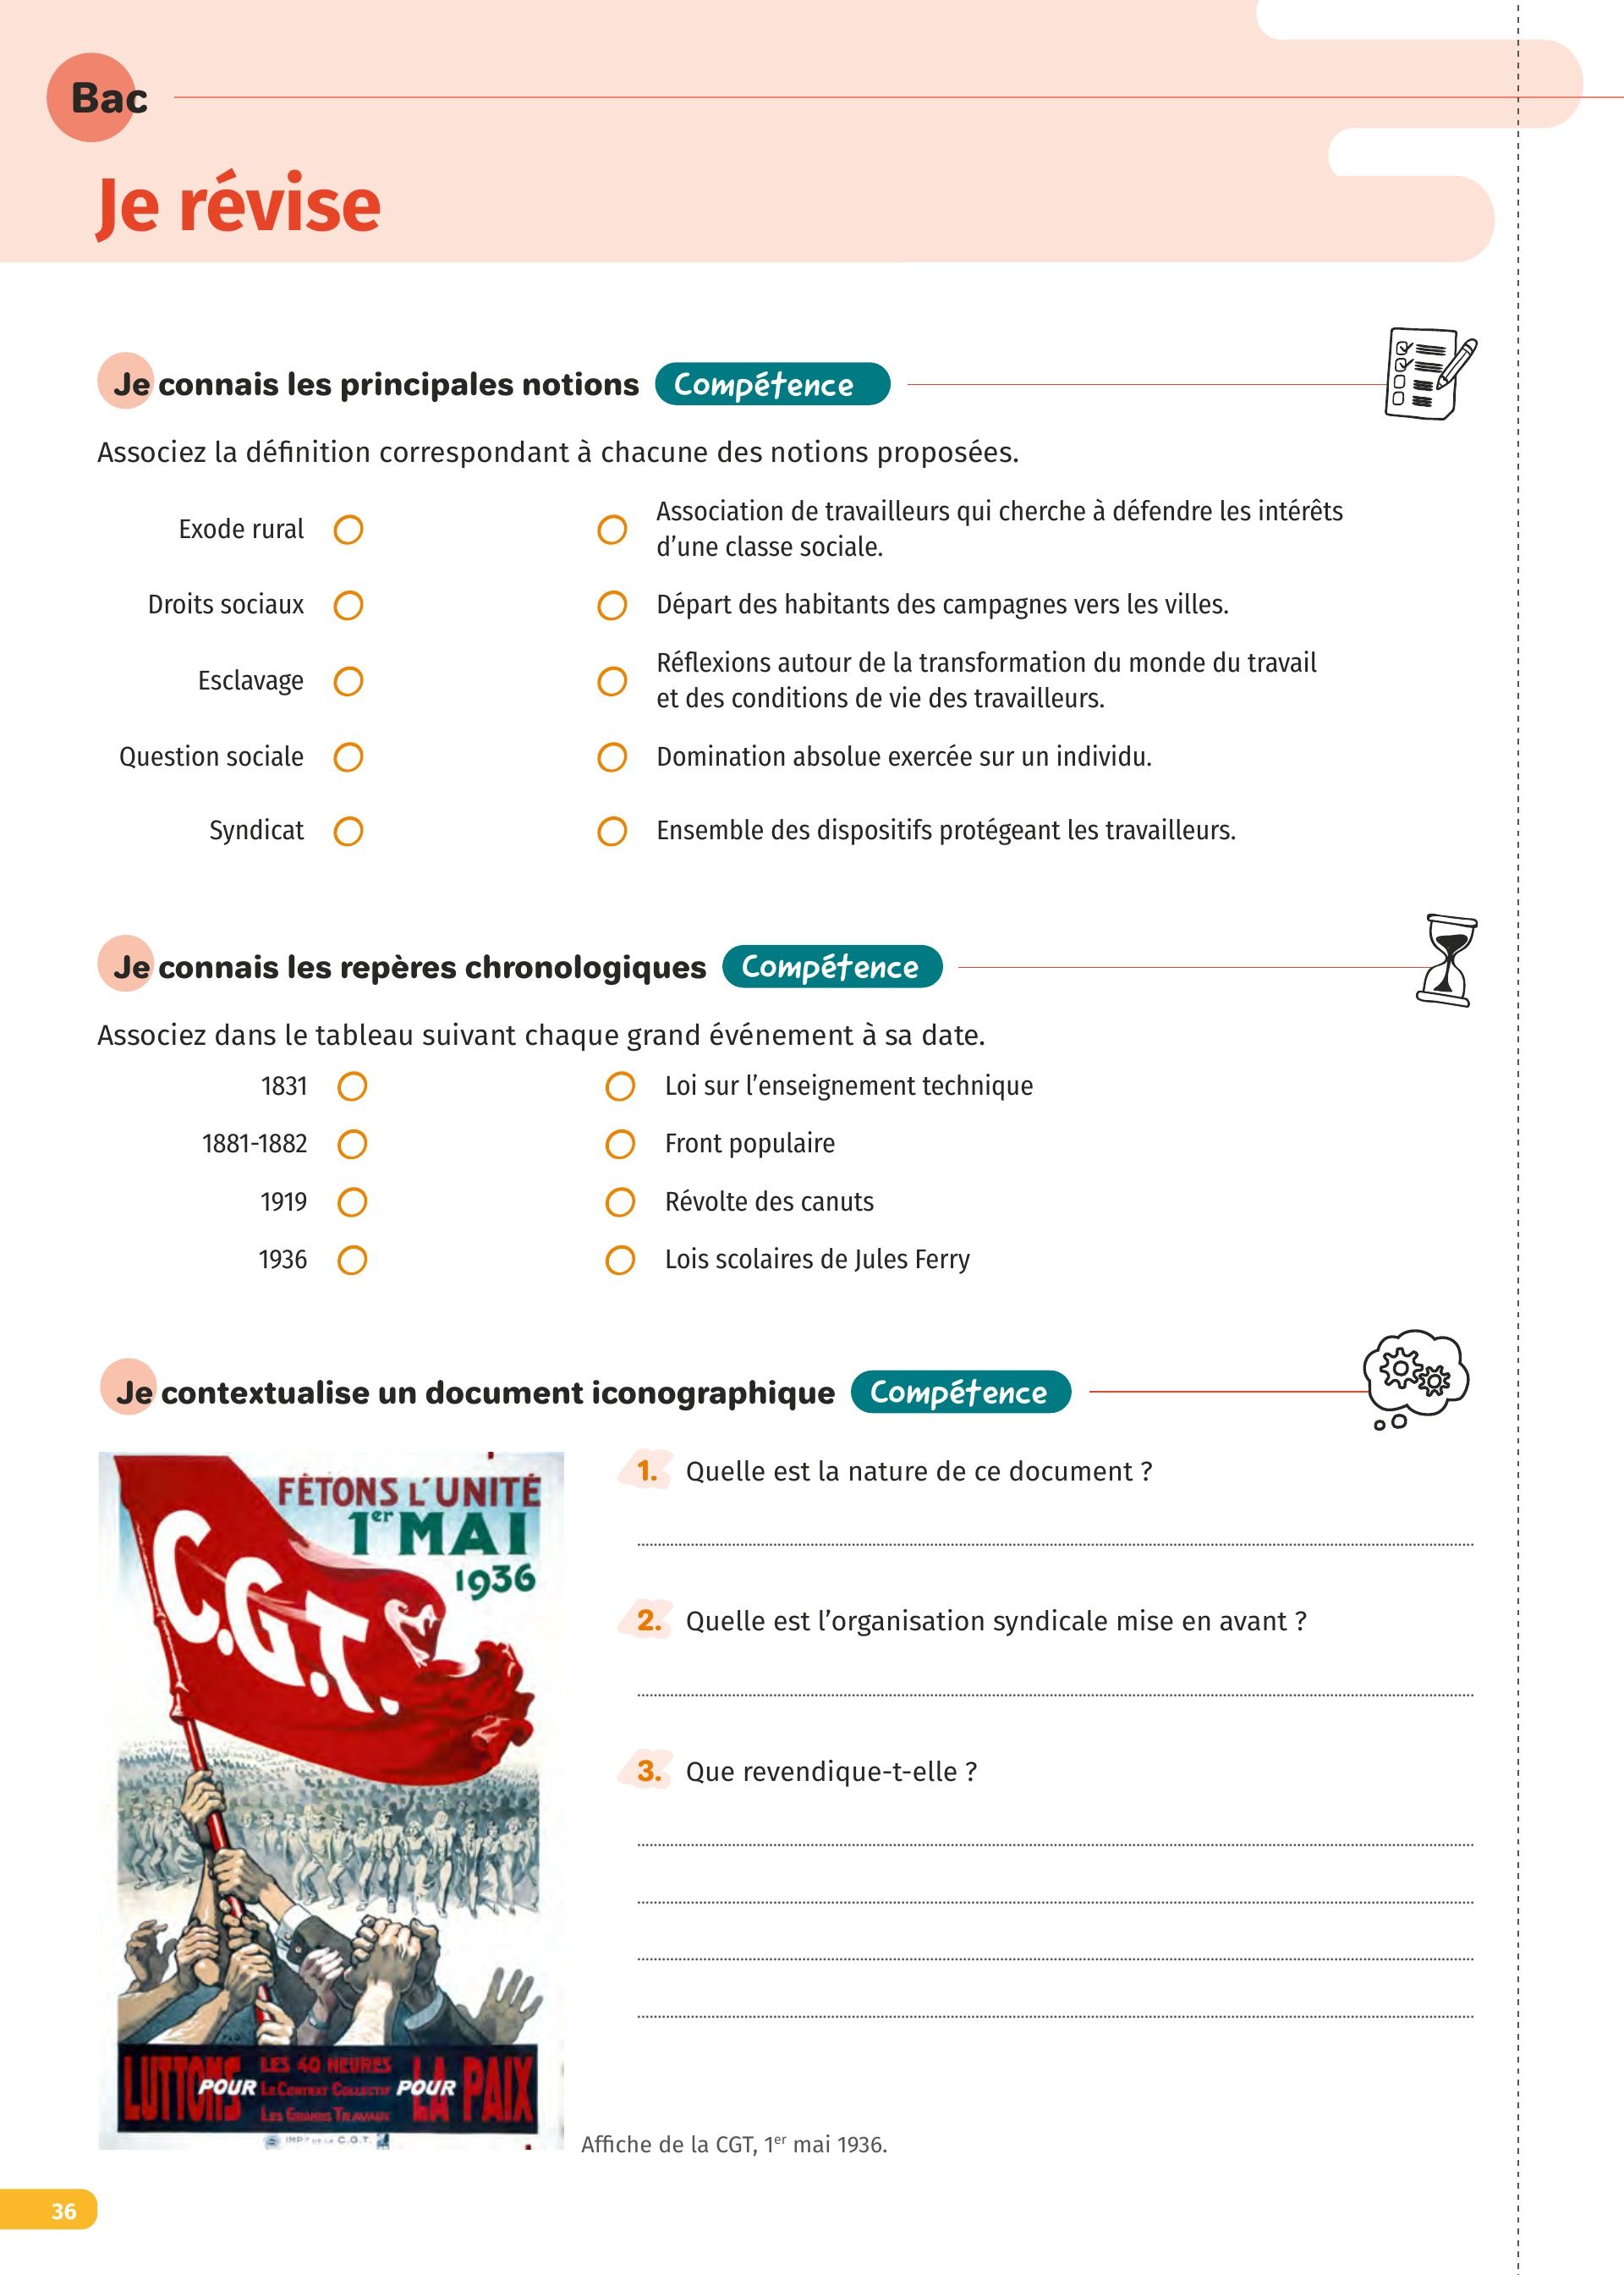 Bac
Je révise
Je connais les principales notions Compétence
Associez la définition correspondant à chacune des notions proposées.
Exode rural
Association de travailleurs qui cherche à défendre les intérêts
d’une classe sociale.
Droits sociaux
Départ des habitants des campagnes vers les villes.
Esclavage
Réflexions autour de la transformation du monde du travail
et des conditions de vie des travailleurs.
Question sociale
Domination absolue exercée sur un individu.
Syndicat
Ensemble des dispositifs protégeant les travailleurs.
Je connais les repères chronologiques Compétence
Associez dans le tableau suivant chaque grand événement à sa date.
1831 Loi sur l’enseignement technique
1881-1882 Front populaire
1919 Révolte des canuts
1936 Lois scolaires de Jules Ferry
Je contextualise un document iconographique Compétence
FÊTONS L'UNITÉ
1er MAI
1936
C.G.T.
LUTTONS POUR LES 40 HEURES
LE CONTRAT COLLECTIF
LES GRANDS TRAVAUX
POUR LA PAIX
IMP. DE LA C.G.T.
1. Quelle est la nature de ce document ?
2. Quelle est l’organisation syndicale mise en avant ?
3. Que revendique-t-elle ?
Affiche de la CGT, 1er mai 1936.
36